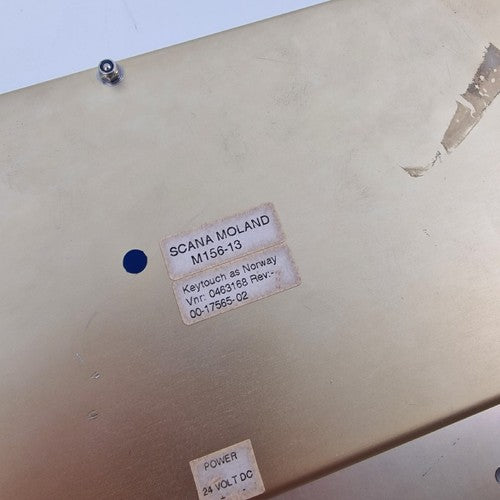 SCANA MOLAND
M156-13
Keytouch as Norway
Vnr: 0463168 Rev:-
00-17565-02
POWER
24 VOLT DC